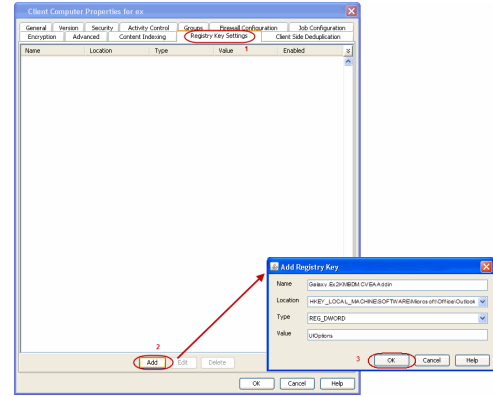 Client Computer Properties for ex
General Version Security Activity Control Groups Firewall Configuration Job Configuration
Encryption Advanced Content Indexing Registry Key Settings Client Side Deduplication
Name Location Type Value 1 Enabled
Add Registry Key
Name Galaxy.Ex2KMBDM.CVEAAddin
Location HKEY_LOCAL_MACHINE\SOFTWARE\Microsoft\Office\Outlook
Type REG_DWORD
Value UIOptions
2
3 OK Cancel Help
Add Edit Delete
OK Cancel Help